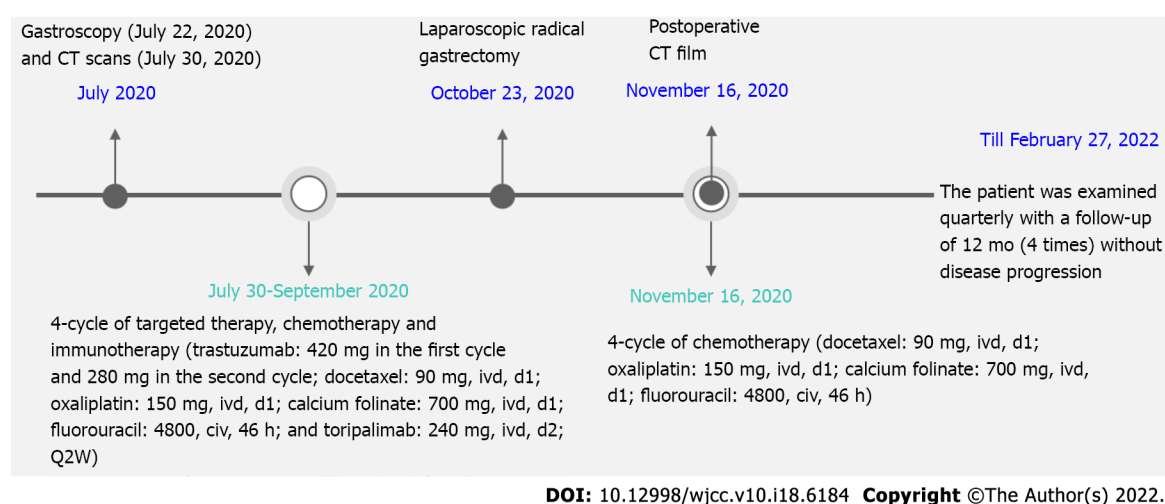 Gastroscopy (July 22, 2020)
and CT scans (July 30, 2020)
July 2020
Laparoscopic radical
gastrectomy
October 23, 2020
Postoperative
CT film
November 16, 2020
Till February 27, 2022
The patient was examined
quarterly with a follow-up
of 12 mo (4 times) without
disease progression
July 30-September 2020
4-cycle of targeted therapy, chemotherapy and
immunotherapy (trastuzumab: 420 mg in the first cycle
and 280 mg in the second cycle; docetaxel: 90 mg, ivd, d1;
oxaliplatin: 150 mg, ivd, d1; calcium folinate: 700 mg, ivd, d1;
fluorouracil: 4800, civ, 46 h; and toripalimab: 240 mg, ivd, d2;
Q2W)
November 16, 2020
4-cycle of chemotherapy (docetaxel: 90 mg, ivd, d1;
oxaliplatin: 150 mg, ivd, d1; calcium folinate: 700 mg, ivd,
d1; fluorouracil: 4800, civ, 46 h)
DOI: 10.12998/wjcc.v10.i18.6184 Copyright ©The Author(s) 2022.